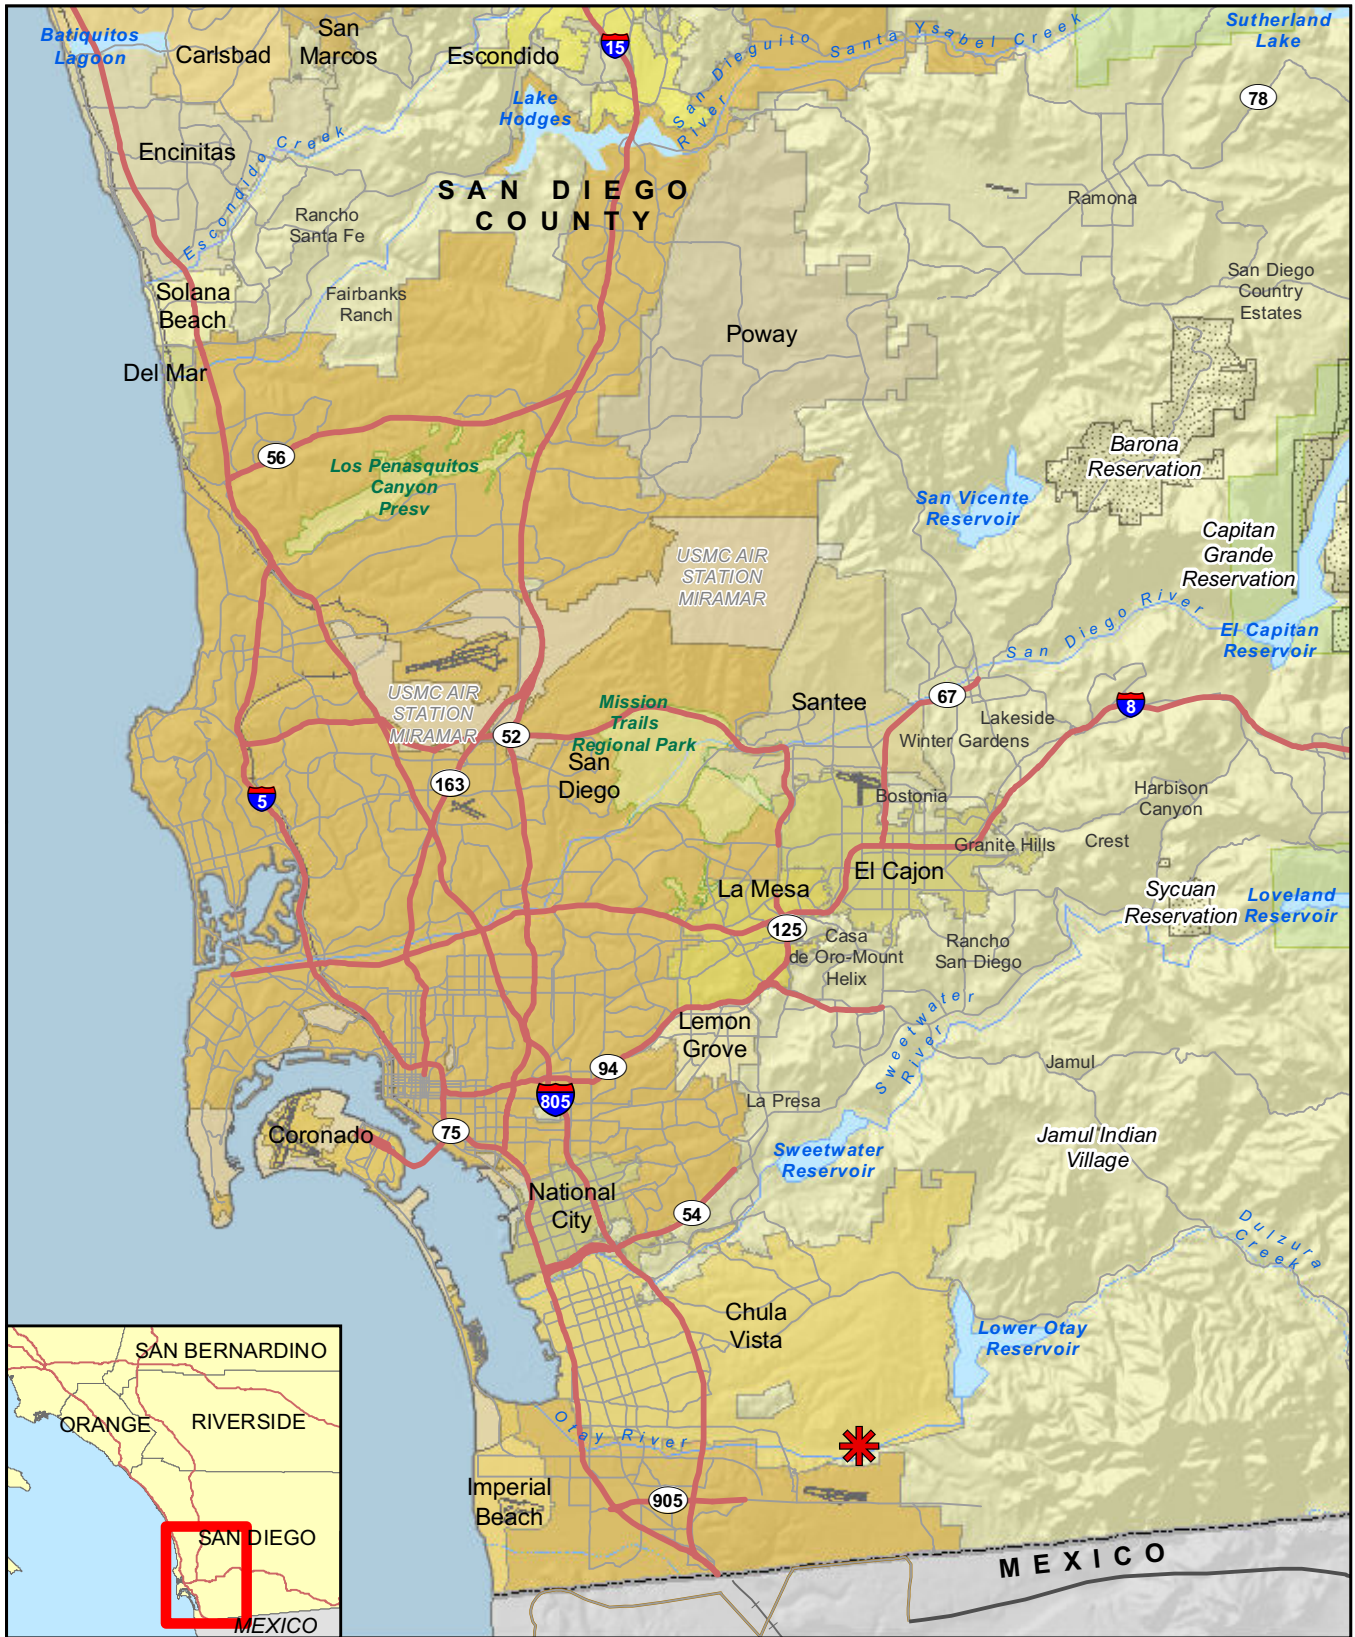 Batiquitos
Lagoon
Carlsbad
San
Marcos
Escondido
15
San Dieguito
River
Santa Ysabel Creek
Sutherland
Lake
78
Lake
Hodges
Encinitas
Escondido Creek
SAN DIEGO
COUNTY
Ramona
Rancho
Santa Fe
Solana
Beach
Fairbanks
Ranch
San Diego
Country
Estates
Poway
Del Mar
56
Los Penasquitos
Canyon
Presv
Barona
Reservation
San Vicente
Reservoir
Capitan
Grande
Reservation
USMC AIR
STATION
MIRAMAR
San Diego River
El Capitan
Reservoir
USMC AIR
STATION
MIRAMAR
Mission
Trails
Regional Park
Santee
67
8
Lakeside
Winter Gardens
52
San
Diego
163
5
Bostonia
Harbison
Canyon
Granite Hills
Crest
El Cajon
La Mesa
Sycuan
Reservation
Loveland
Reservoir
125
Casa
de Oro-Mount
Helix
Rancho
San Diego
Sweetwater
River
Lemon
Grove
94
Jamul
805
La Presa
75
Coronado
Sweetwater
Reservoir
Jamul Indian
Village
National
City
54
Dulzura
Creek
Chula
Vista
Lower Otay
Reservoir
Otay River
Imperial
Beach
905
MEXICO
SAN BERNARDINO
ORANGE
RIVERSIDE
SAN DIEGO
MEXICO